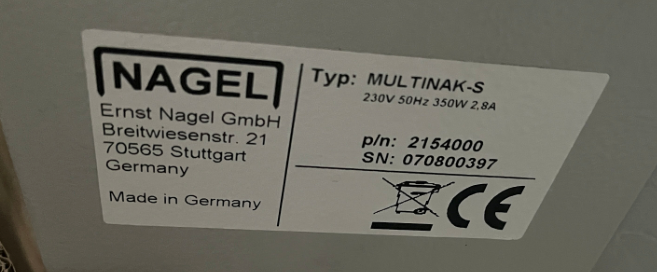 NAGEL
Ernst Nagel GmbH
Breitwiesenstr. 21
70565 Stuttgart
Germany
Made in Germany
Typ: MULTINAK-S
230V 50Hz 350W 2,8A
p/n: 2154000
SN: 070800397
CE